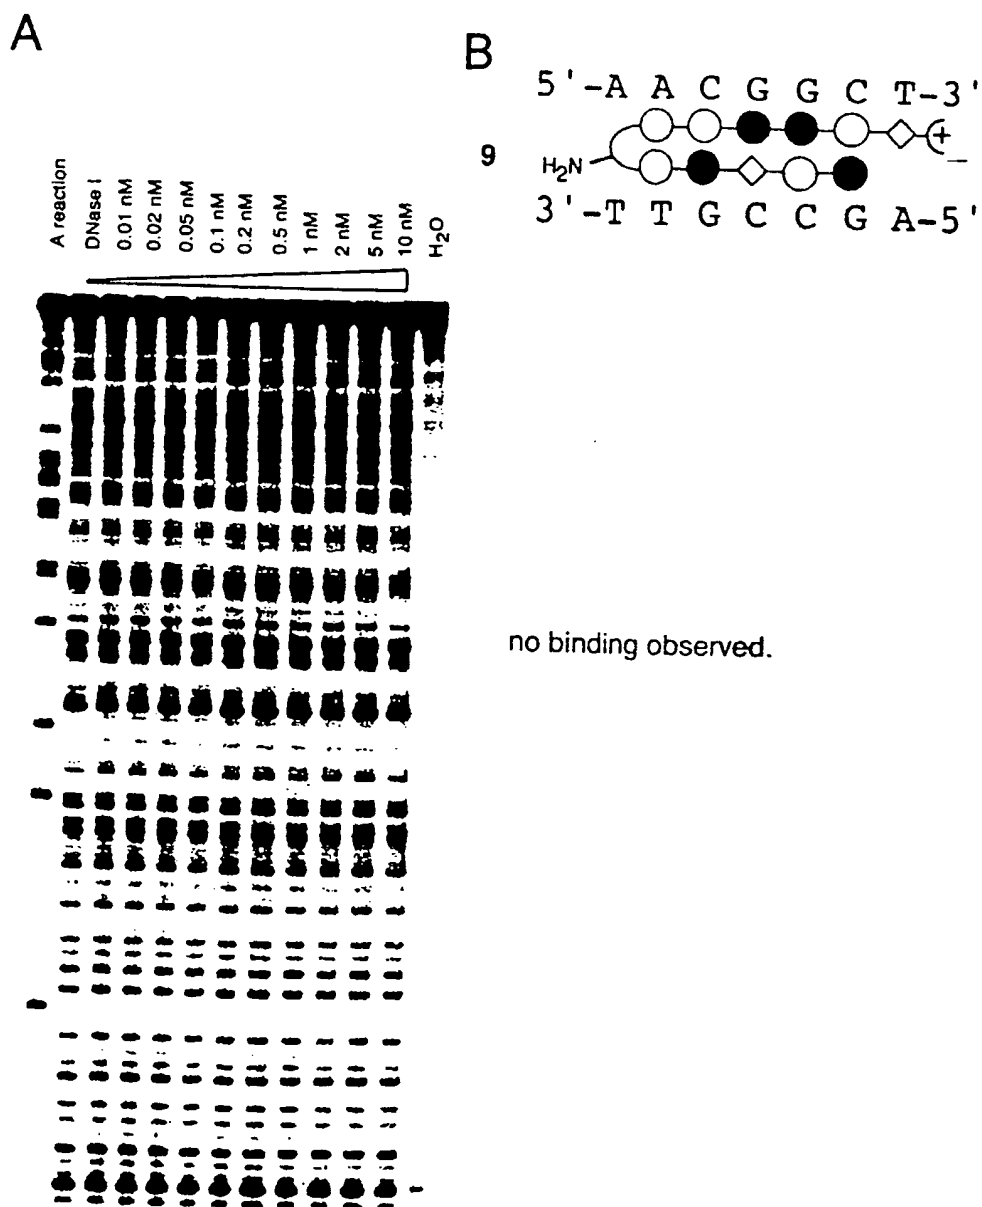 A
A reaction
DNase I
0.01 nM
0.02 nM
0.05 nM
0.1 nM
0.2 nM
0.5 nM
1 nM
2 nM
5 nM
10 nM
H₂O
B
5'-A A C G G C T-3'
+
9
H₂N
3'-T T G C C G A-5'
no binding observed.